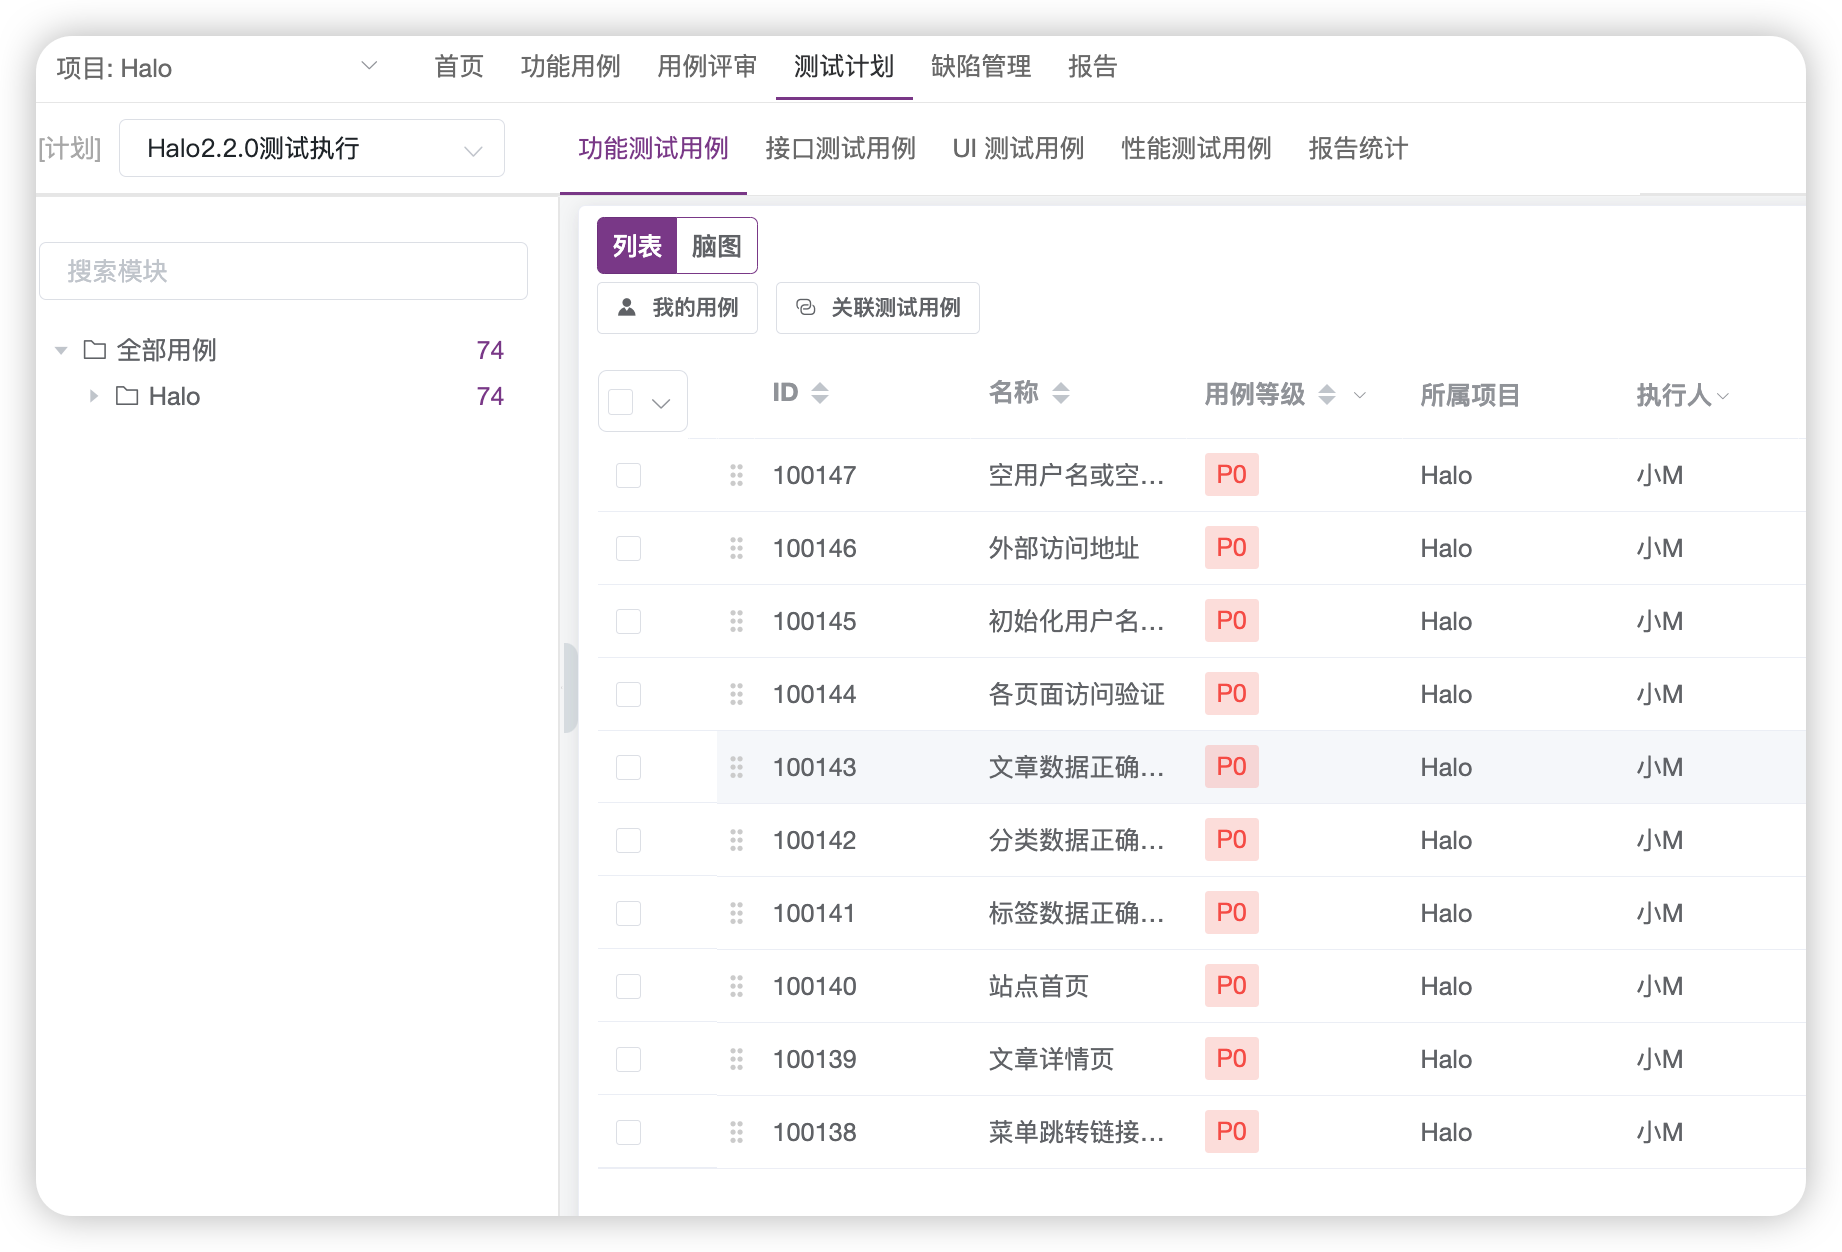 项目: Halo 首页 功能用例 用例评审 测试计划 缺陷管理 报告
[计划] Halo2.2.0测试执行 功能测试用例 接口测试用例 UI 测试用例 性能测试用例 报告统计
列表 脑图
搜索模块
我的用例 关联测试用例
全部用例 74
Halo 74
ID 名称 用例等级 所属项目 执行人
100147 空用户名或空... P0 Halo 小M
100146 外部访问地址 P0 Halo 小M
100145 初始化用户名... P0 Halo 小M
100144 各页面访问验证 P0 Halo 小M
100143 文章数据正确... P0 Halo 小M
100142 分类数据正确... P0 Halo 小M
100141 标签数据正确... P0 Halo 小M
100140 站点首页 P0 Halo 小M
100139 文章详情页 P0 Halo 小M
100138 菜单跳转链接... P0 Halo 小M